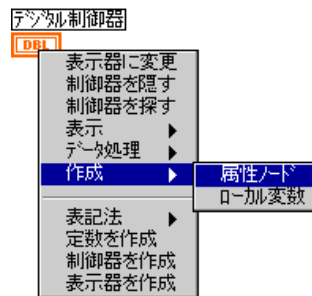 デジタル制御器
DBL
表示器に変更
制御器を隠す
制御器を探す
表示
データ処理
作成
属性ノード
ローカル変数
表記法
定数を作成
制御器を作成
表示器を作成